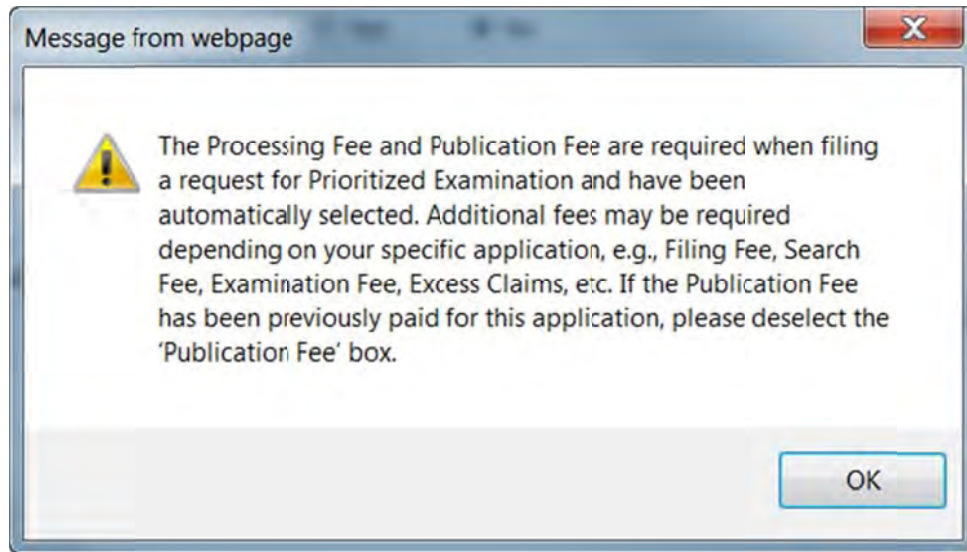 Message from webpage
The Processing Fee and Publication Fee are required when filing
a request for Prioritized Examination and have been
automatically selected. Additional fees may be required
depending on your specific application, e.g., Filing Fee, Search
Fee, Examination Fee, Excess Claims, etc. If the Publication Fee
has been previously paid for this application, please deselect the
'Publication Fee' box.
OK